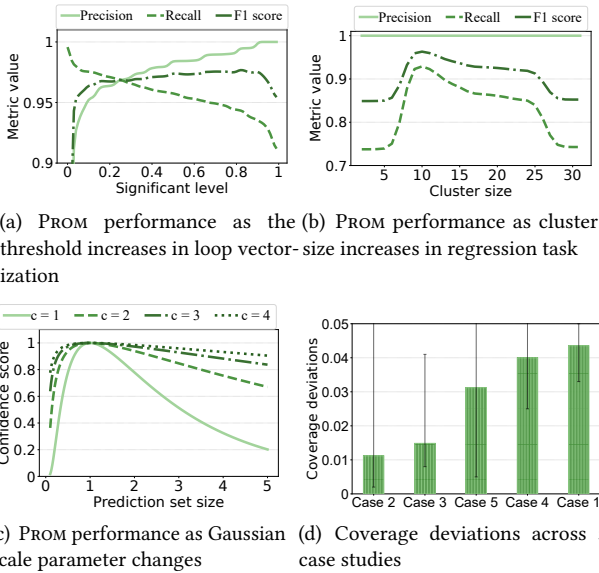 Precision Recall F1 score
1
0.95
0.9
Metric value
0 0.2 0.4 0.6 0.8 1
Significant level
(a) PROM performance as the
threshold increases in loop vector-
ization
Precision Recall F1 score
1
0.9
0.8
0.7
Metric value
5 10 15 20 25 30
Cluster size
(b) PROM performance as cluster
size increases in regression task
c = 1 c = 2 c = 3 c = 4
1
0.8
0.6
0.4
0.2
0
Confidence score
0 1 2 3 4 5
Prediction set size
c) PROM performance as Gaussian
cale parameter changes
0.05
0.04
0.03
0.02
0.01
0
Coverage deviations
Case 2 Case 3 Case 5 Case 4 Case 1
(d) Coverage deviations across
case studies